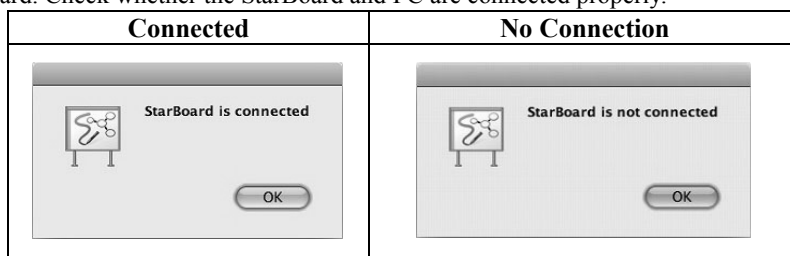 ard. Check whether the StarBoard and PC are connected properly.
Connected No Connection
StarBoard is connected StarBoard is not connected
OK OK